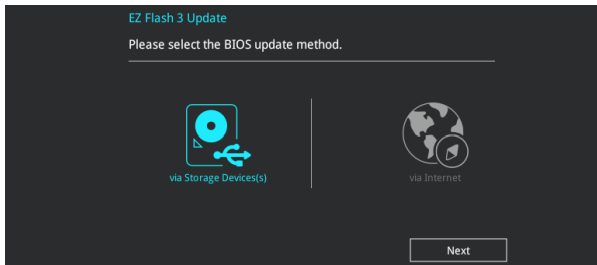 EZ Flash 3 Update
Please select the BIOS update method.
via Storage Devices(s)
via Internet
Next